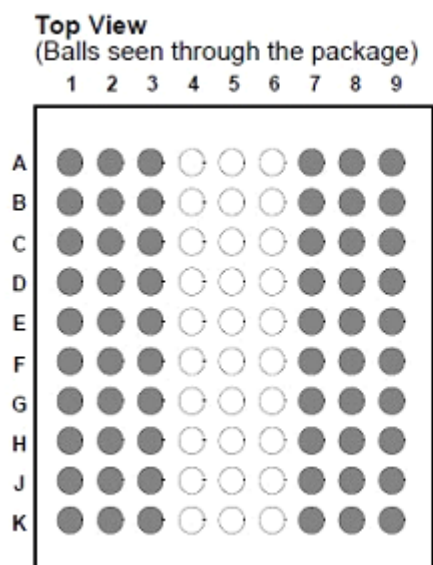 Top View
(Balls seen through the package)
1 2 3 4 5 6 7 8 9
A
B
C
D
E
F
G
H
J
K